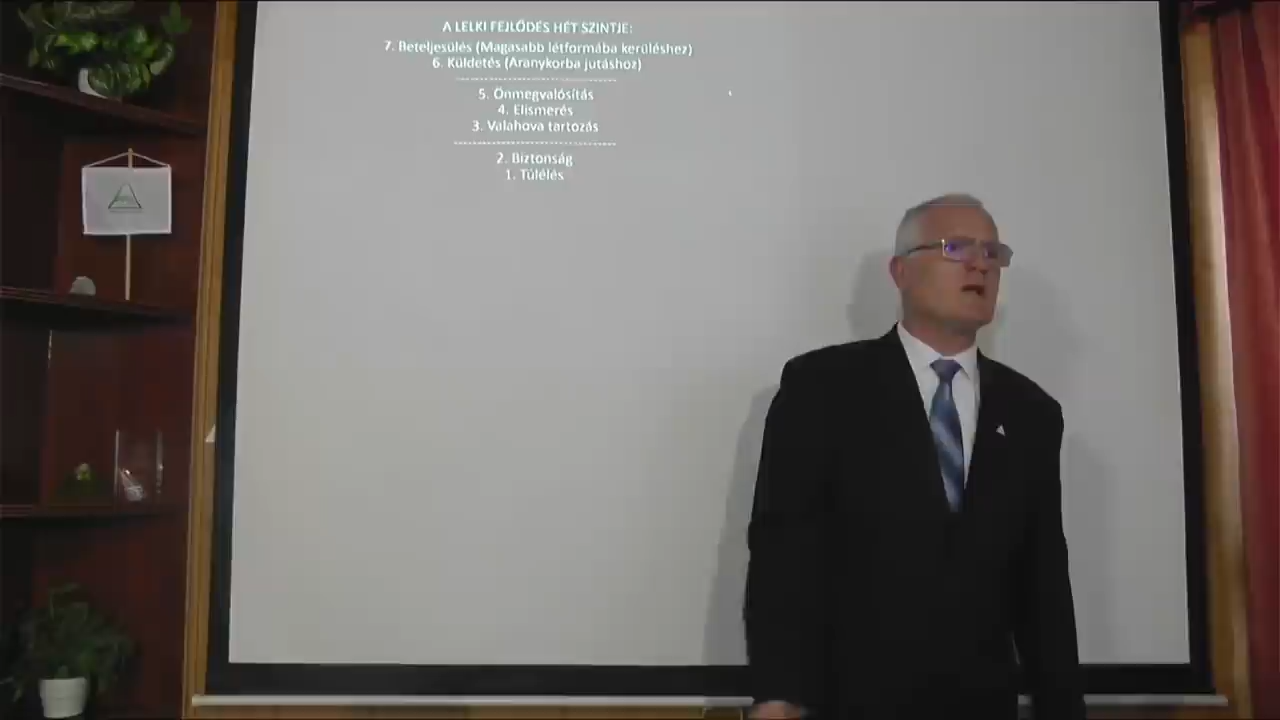 A LELKI FEJLŐDÉS HÉT SZINTJE:
7. Beteljesülés (Magasabb létformába kerüléshez)
6. Küldetés (Aranykorba jutáshoz)
5. Önmegvalósítás
4. Elismerés
3. Valahova tartozás
2. Biztonság
1. Túlélés